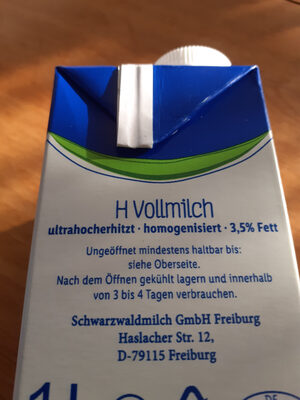 H Vollmilch
ultrahocherhitzt · homogenisiert · 3,5% Fett
Ungeöffnet mindestens haltbar bis:
siehe Oberseite.
Nach dem Öffnen gekühlt lagern und innerhalb
von 3 bis 4 Tagen verbrauchen.
Schwarzwaldmilch GmbH Freiburg
Haslacher Str. 12,
D-79115 Freiburg
DE